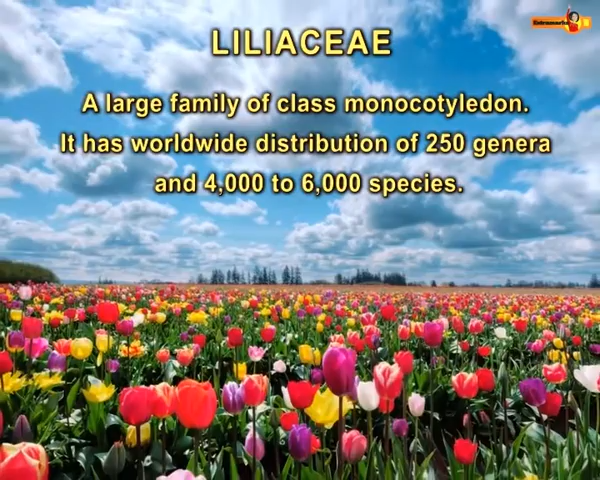 LILIACEAE
A large family of class monocotyledon.
It has worldwide distribution of 250 genera
and 4,000 to 6,000 species.